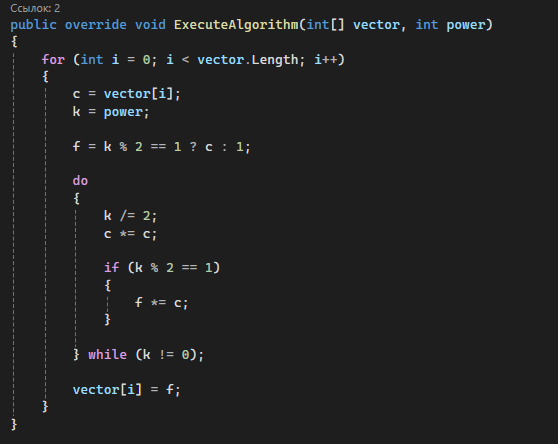 Ссылок: 2
public override void ExecuteAlgorithm(int[] vector, int power)
{
    for (int i = 0; i < vector.Length; i++)
    {
        c = vector[i];
        k = power;

        f = k % 2 == 1 ? c : 1;

        do
        {
            k /= 2;
            c *= c;

            if (k % 2 == 1)
            {
                f *= c;
            }

        } while (k != 0);

        vector[i] = f;
    }
}